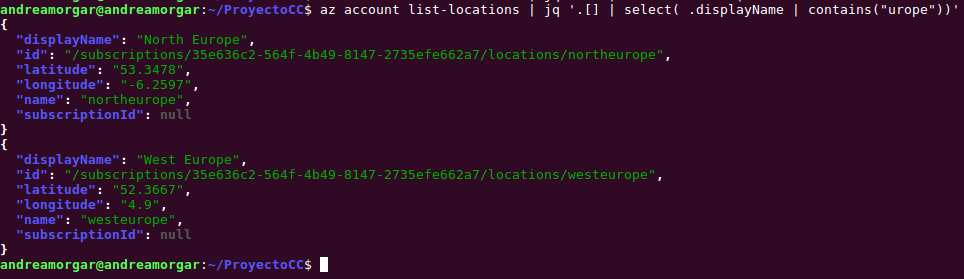 andreamorgar@andreamorgar:~/ProyectoCC$ az account list-locations | jq '.[] | select( .displayName | contains("urope"))'
{
  "displayName": "North Europe",
  "id": "/subscriptions/35e636c2-564f-4b49-8147-2735efe662a7/locations/northeurope",
  "latitude": "53.3478",
  "longitude": "-6.2597",
  "name": "northeurope",
  "subscriptionId": null
}
{
  "displayName": "West Europe",
  "id": "/subscriptions/35e636c2-564f-4b49-8147-2735efe662a7/locations/westeurope",
  "latitude": "52.3667",
  "longitude": "4.9",
  "name": "westeurope",
  "subscriptionId": null
}
andreamorgar@andreamorgar:~/ProyectoCC$